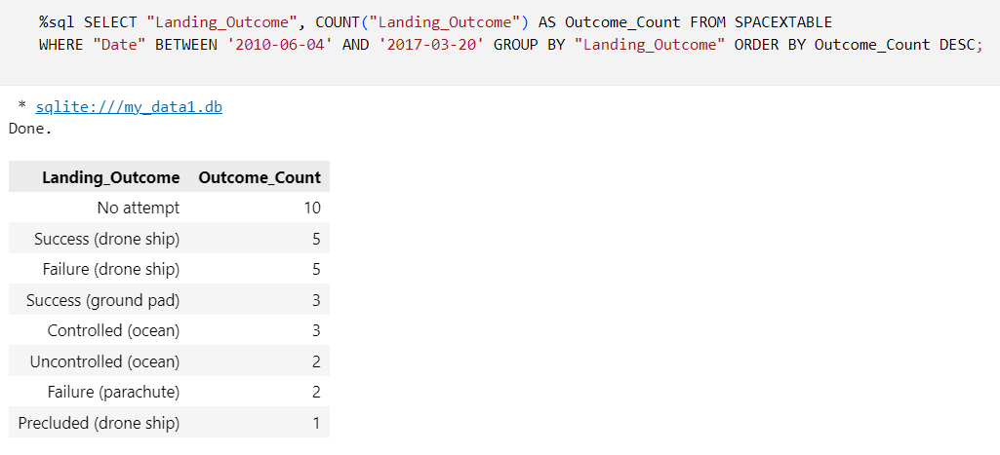 %sql SELECT "Landing_Outcome", COUNT("Landing_Outcome") AS Outcome_Count FROM SPACEXTABLE
WHERE "Date" BETWEEN '2010-06-04' AND '2017-03-20' GROUP BY "Landing_Outcome" ORDER BY Outcome_Count DESC;
* sqlite:///my_data1.db
Done.
Landing_Outcome Outcome_Count
No attempt 10
Success (drone ship) 5
Failure (drone ship) 5
Success (ground pad) 3
Controlled (ocean) 3
Uncontrolled (ocean) 2
Failure (parachute) 2
Precluded (drone ship) 1